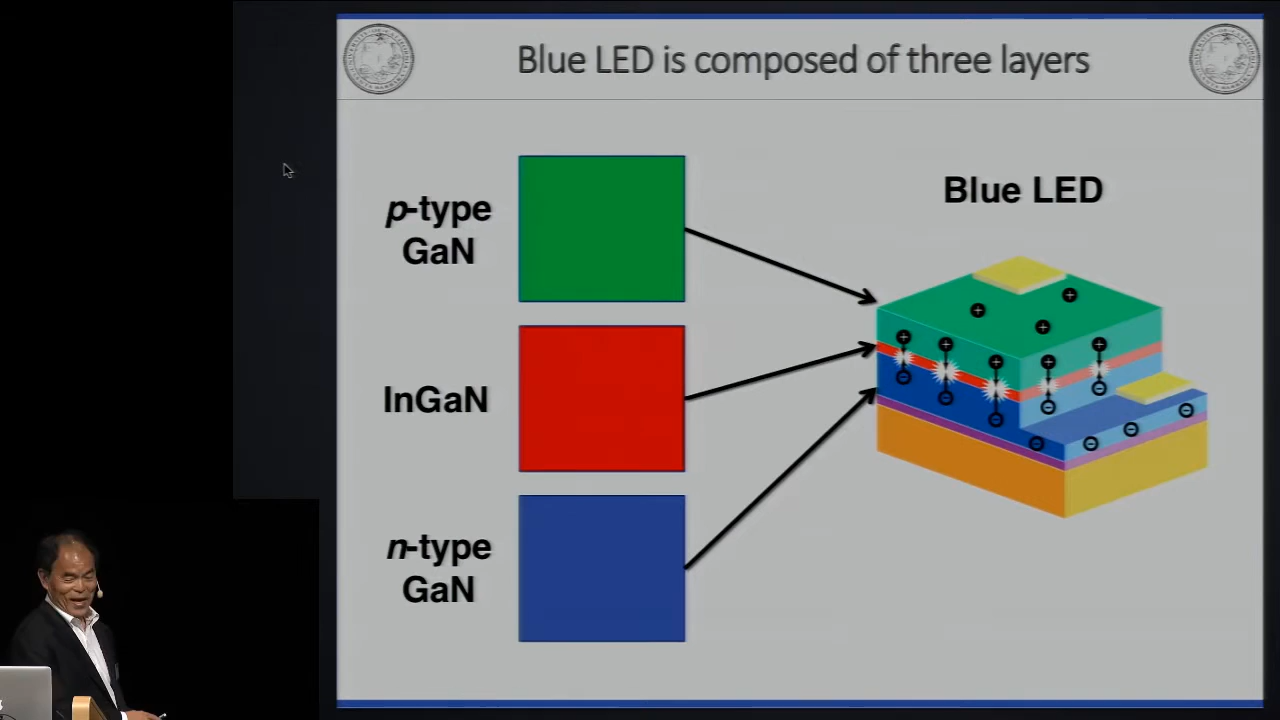 Blue LED is composed of three layers
p-type
GaN
InGaN
n-type
GaN
Blue LED